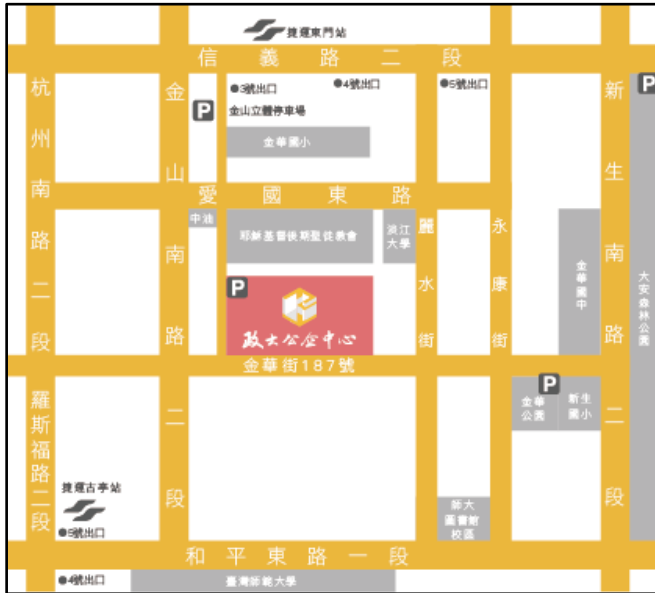 捷運東門站
信義路二段
杭州南路二段
金山南路二段
新生南路二段
●3號出口
●4號出口
●5號出口
P
P
金山立體停車場
金華國小
愛國東路
中油
耶穌基督後期聖徒教會
淡江
大學
麗水街
永康街
金華國中
大安森林公園
P
政大公企中心
金華街187號
羅斯福路二段
P
金華
公園
新生
國小
捷運古亭站
●5號出口
師大
圖書館
校區
和平東路一段
●4號出口
臺灣師範大學